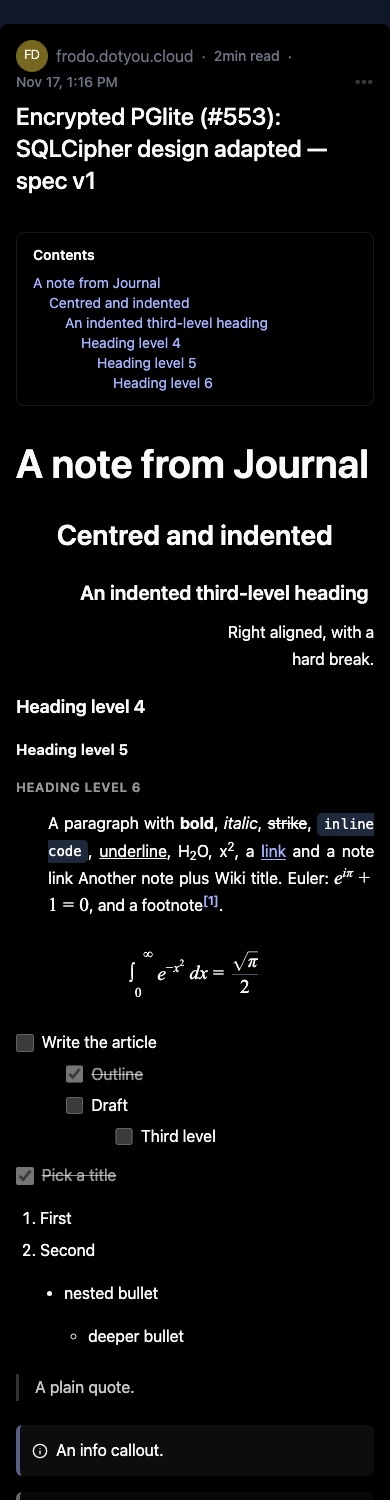 FD
frodo.dotyou.cloud · 2min read ·
Nov 17, 1:16 PM
Encrypted PGlite (#553):
SQLCipher design adapted —
spec v1
Contents
A note from Journal
Centred and indented
An indented third-level heading
Heading level 4
Heading level 5
Heading level 6
A note from Journal
Centred and indented
An indented third-level heading
Right aligned, with a
hard break.
Heading level 4
Heading level 5
HEADING LEVEL 6
A paragraph with bold, italic, strike, inline
code, underline, H₂O, x², a link and a note
link Another note plus Wiki title. Euler: e^{iπ} +
1 = 0, and a footnote[1].
∫₀^∞ e^{−x²} dx = √π / 2
Write the article
Outline
Draft
Third level
Pick a title
1. First
2. Second
• nested bullet
◦ deeper bullet
A plain quote.
An info callout.